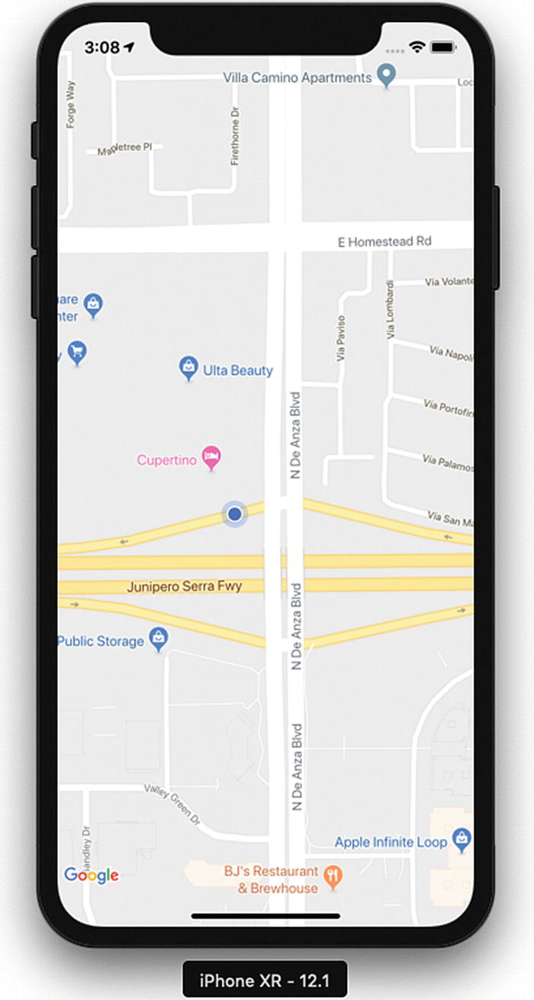 3:08
Villa Camino Apartments
Loc
Forge Way
Firethorne Dr
Mapletree Pl
E Homestead Rd
Via Volante
uare
nter
Via Lombardi
Via Paviso
y
Via Napoli
Ulta Beauty
N De Anza Blvd
Via Portofin
Cupertino
Via Palamos
Via San Ma
Junipero Serra Fwy
N De Anza Blvd
Public Storage
N De Anza Blvd
Valley Green Dr
Bandley Dr
Apple Infinite Loop
Google
BJ's Restaurant
& Brewhouse
iPhone XR - 12.1